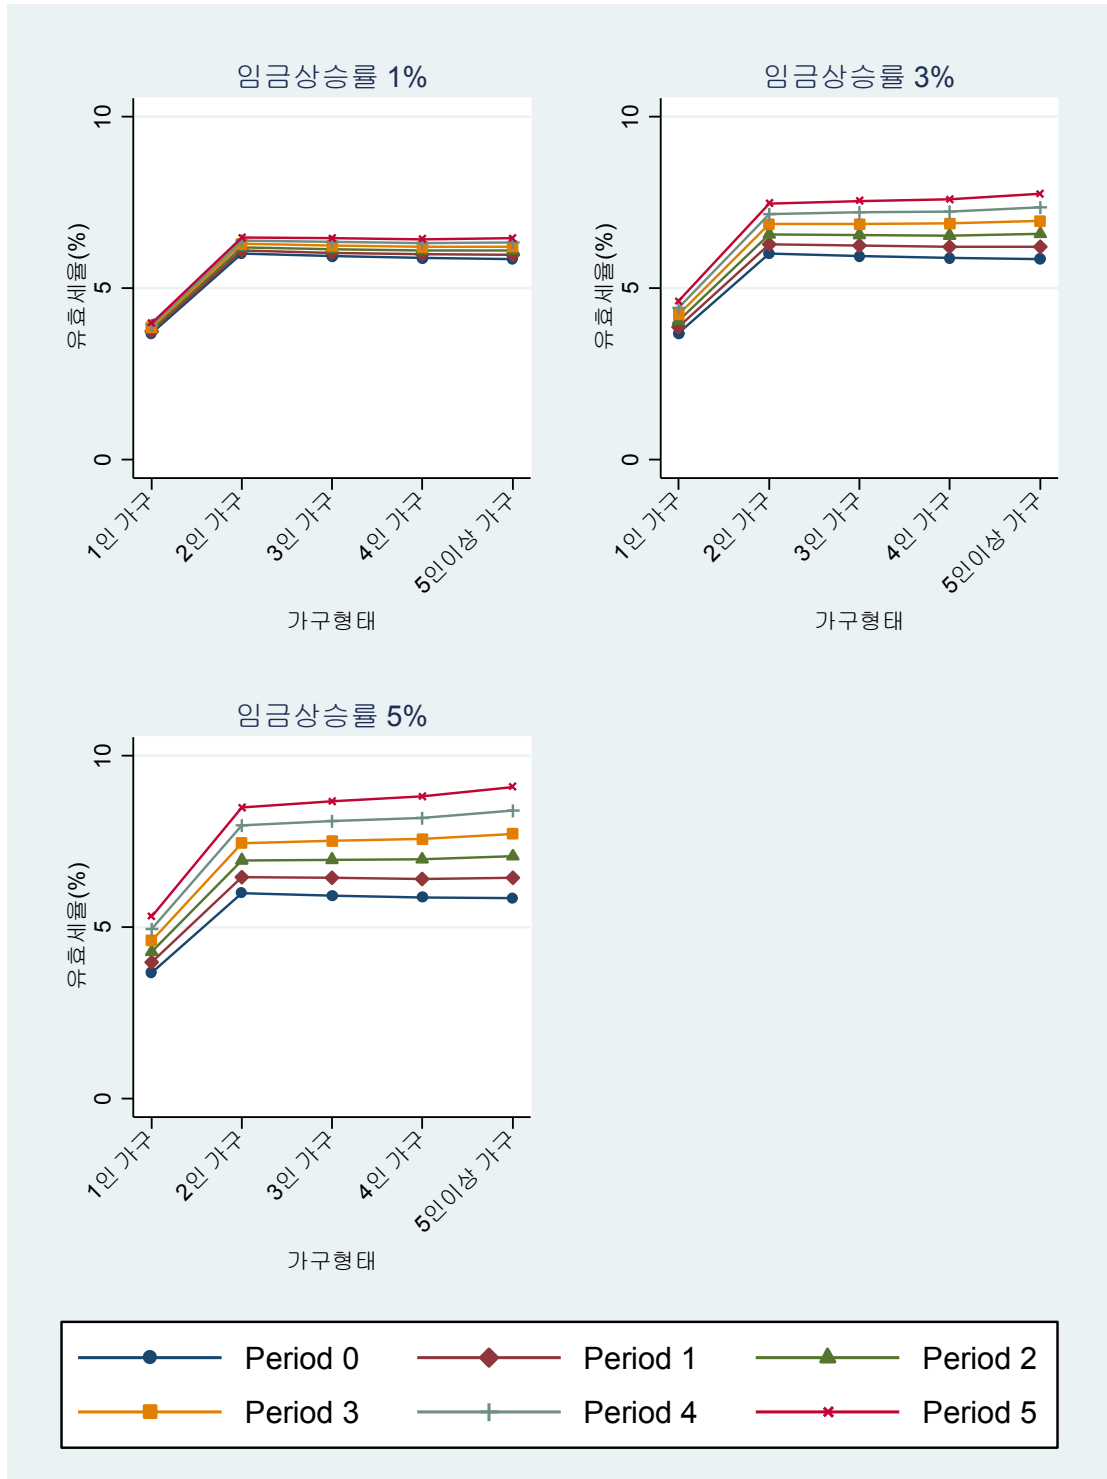 임금상승률 1%
유효세율(%)
10
5
0
1인 가구
2인 가구
3인 가구
4인 가구
5인이상 가구
가구형태
임금상승률 3%
유효세율(%)
10
5
0
1인 가구
2인 가구
3인 가구
4인 가구
5인이상 가구
가구형태
임금상승률 5%
유효세율(%)
10
5
0
1인 가구
2인 가구
3인 가구
4인 가구
5인이상 가구
가구형태
Period 0 Period 1 Period 2
Period 3 Period 4 Period 5